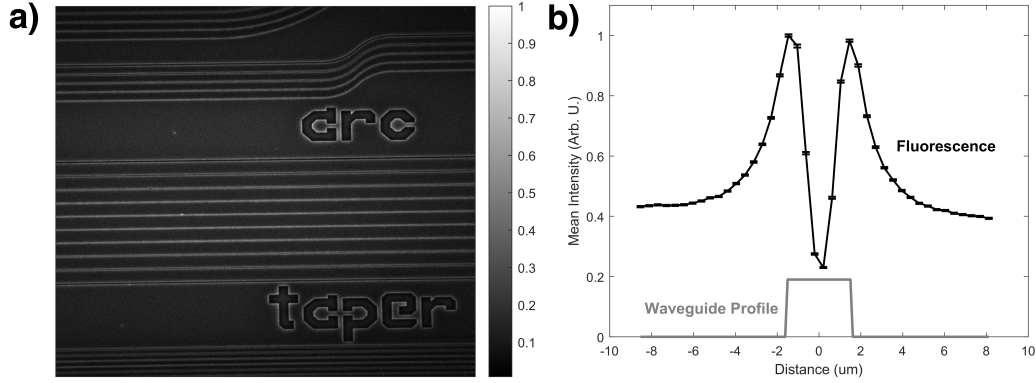 a)
drc
taper
1
0.9
0.8
0.7
0.6
0.5
0.4
0.3
0.2
0.1
b)
Mean Intensity (Arb. U.)
1
0.8
0.6
0.4
0.2
0
Fluorescence
Waveguide Profile
-10 -8 -6 -4 -2 0 2 4 6 8 10
Distance (um)